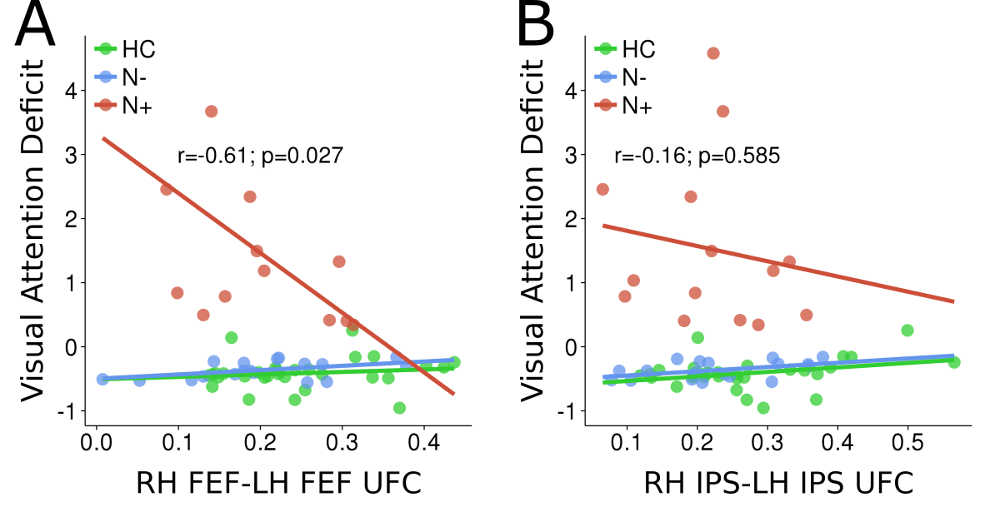 A
HC
N-
N+
r=-0.61; p=0.027
Visual Attention Deficit
4
3
2
1
0
-1
0.0 0.1 0.2 0.3 0.4
RH FEF-LH FEF UFC
B
HC
N-
N+
r=-0.16; p=0.585
Visual Attention Deficit
4
3
2
1
0
-1
0.1 0.2 0.3 0.4 0.5
RH IPS-LH IPS UFC